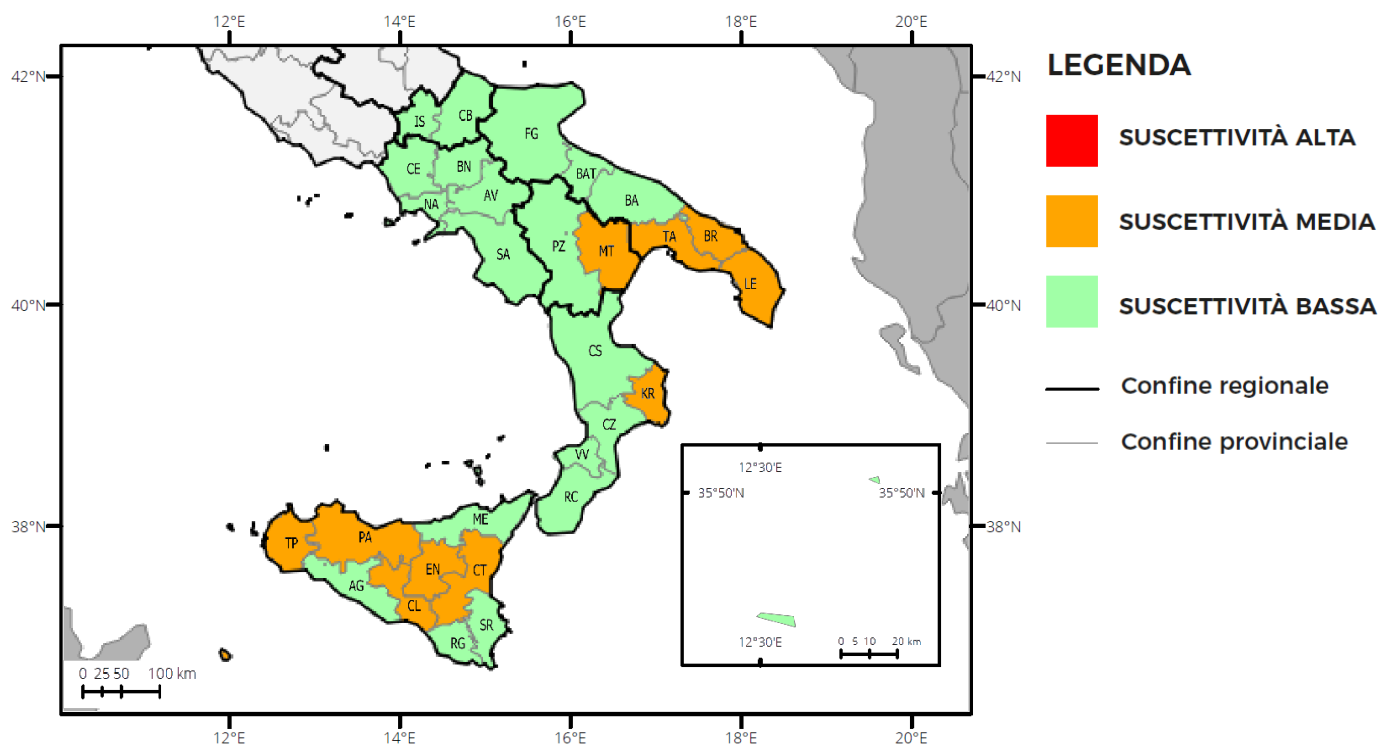 12°E 14°E 16°E 18°E 20°E
42°N 42°N
LEGENDA
SUSCETTIVITÀ ALTA
SUSCETTIVITÀ MEDIA
SUSCETTIVITÀ BASSA
Confine regionale
Confine provinciale
IS CB FG
CE BN BAT
NA AV BA
SA PZ MT TA BR
LE
40°N 40°N
CS
KR
CZ
VV
RC
38°N 38°N
ME
TP PA
EN CT
AG
CL
SR
RG
12°30'E
35°50'N 35°50'N
12°30'E
0 5 10 20 km
0 25 50 100 km
12°E 14°E 16°E 18°E 20°E